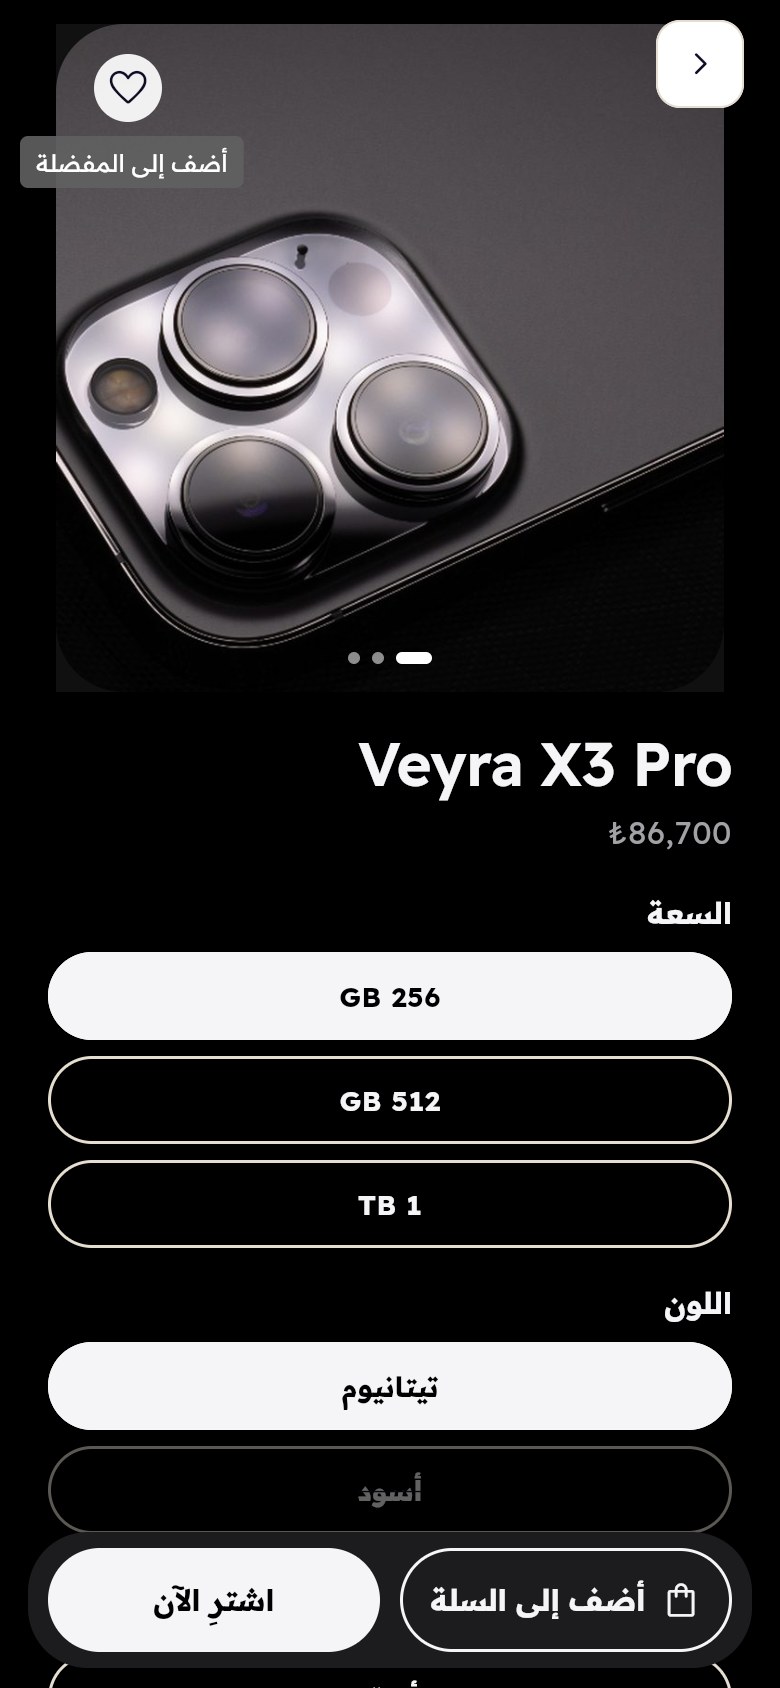 أضف إلى المفضلة
Veyra X3 Pro
₺86,700
السعة
GB 256
GB 512
TB 1
اللون
تيتانيوم
أسود
أضف إلى السلة
اشترِ الآن